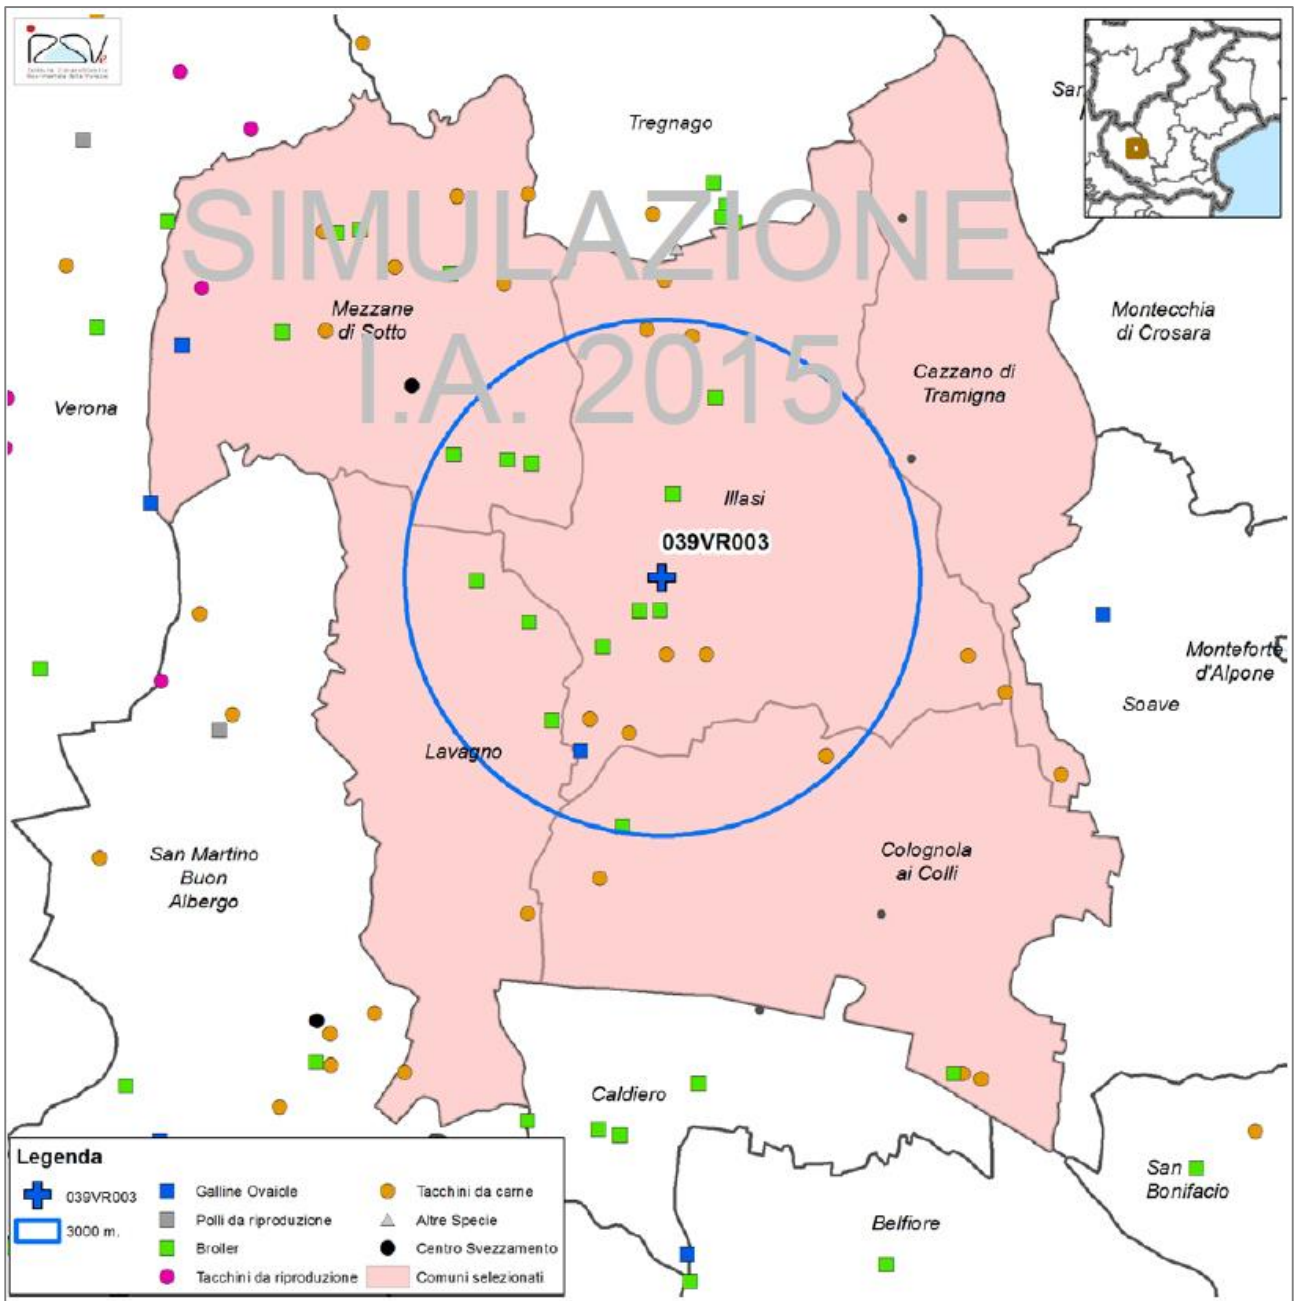 Tregnago
San
SIMULAZIONE
I.A. 2015
Mezzane
di Sotto
Montecchia
di Crosara
Cazzano di
Tramigna
Verona
Illasi
039VR003
Monteforte
d'Alpone
Soave
Lavagno
San Martino
Buon
Albergo
Colognola
ai Colli
Caldiero
San
Bonifacio
Belfiore
Legenda
039VR003
3000 m.
Galline Ovaiole
Polli da riproduzione
Broiler
Tacchini da riproduzione
Tacchini da carne
Altre Specie
Centro Svezzamento
Comuni selezionati